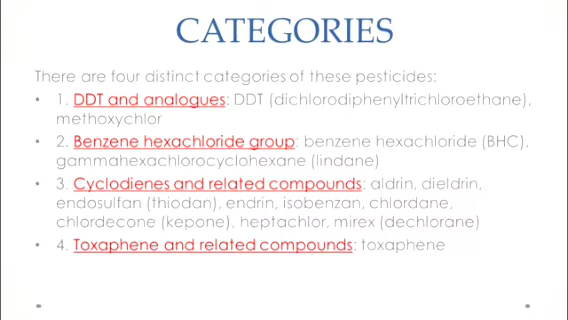 CATEGORIES
There are four distinct categories of these pesticides:
• 1. DDT and analogues: DDT (dichlorodiphenyltrichloroethane),
methoxychlor
• 2. Benzene hexachloride group: benzene hexachloride (BHC),
gammahexachlorocyclohexane (lindane)
• 3. Cyclodienes and related compounds: aldrin, dieldrin,
endosulfan (thiodan), endrin, isobenzan, chlordane,
chlordecone (kepone), heptachlor, mirex (dechlorane)
• 4. Toxaphene and related compounds: toxaphene